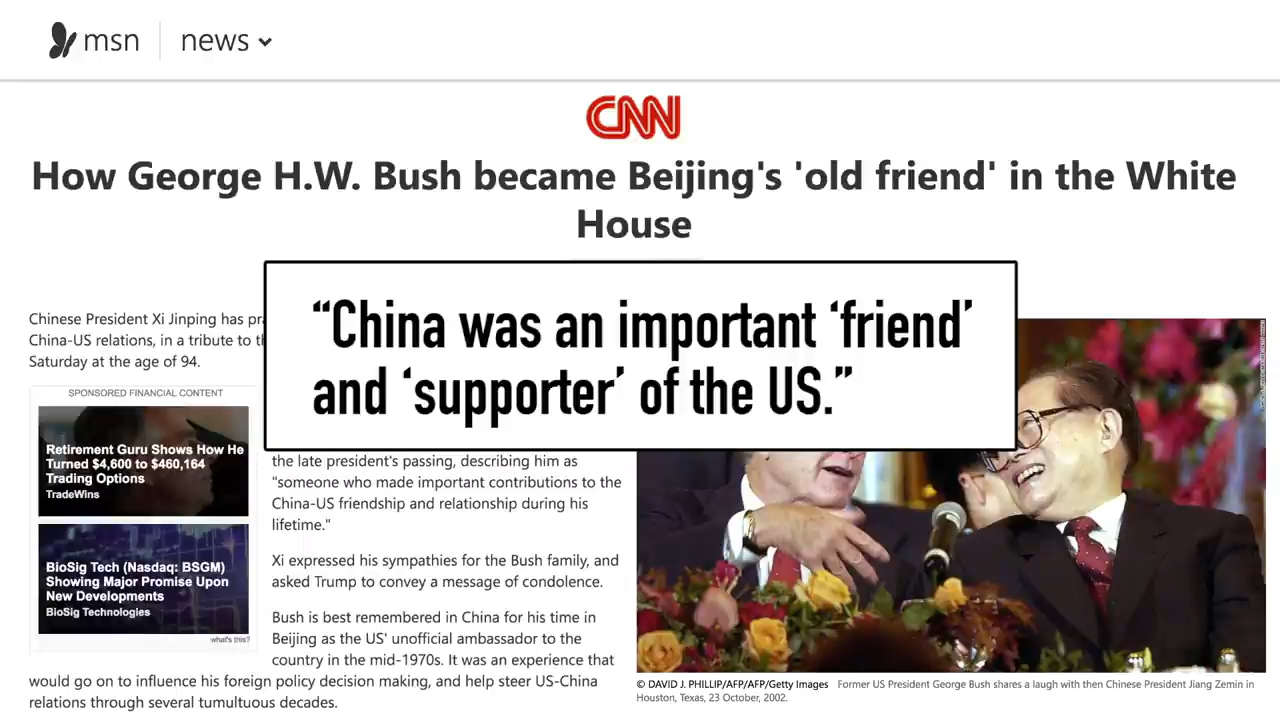 msn news
CNN
How George H.W. Bush became Beijing's 'old friend' in the White
House
“China was an important ‘friend’
and ‘supporter’ of the US.”
Chinese President Xi Jinping has
China-US relations, in a tribute to
Saturday at the age of 94.
SPONSORED FINANCIAL CONTENT
Retirement Guru Shows How He
Turned $4,600 to $460,164
Trading Options
TradeWins
BioSig Tech (Nasdaq: BSGM)
Showing Major Promise Upon
New Developments
BioSig Technologies
what's this?
the late president's passing, describing him as
"someone who made important contributions to the
China-US friendship and relationship during his
lifetime."
Xi expressed his sympathies for the Bush family, and
asked Trump to convey a message of condolence.
Bush is best remembered in China for his time in
Beijing as the US' unofficial ambassador to the
country in the mid-1970s. It was an experience that
would go on to influence his foreign policy decision making, and help steer US-China
relations through several tumultuous decades.
© DAVID J. PHILLIP/AFP/AFP/Getty Images Former US President George Bush shares a laugh with then Chinese President Jiang Zemin in
Houston, Texas, 23 October, 2002.